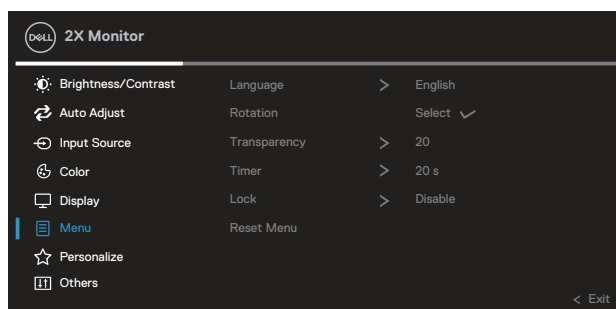 DELL 2X Monitor
Brightness/Contrast Language > English
Auto Adjust Rotation Select ✓
Input Source Transparency > 20
Color Timer > 20 s
Display Lock > Disable
Menu Reset Menu
Personalize
Others
< Exit